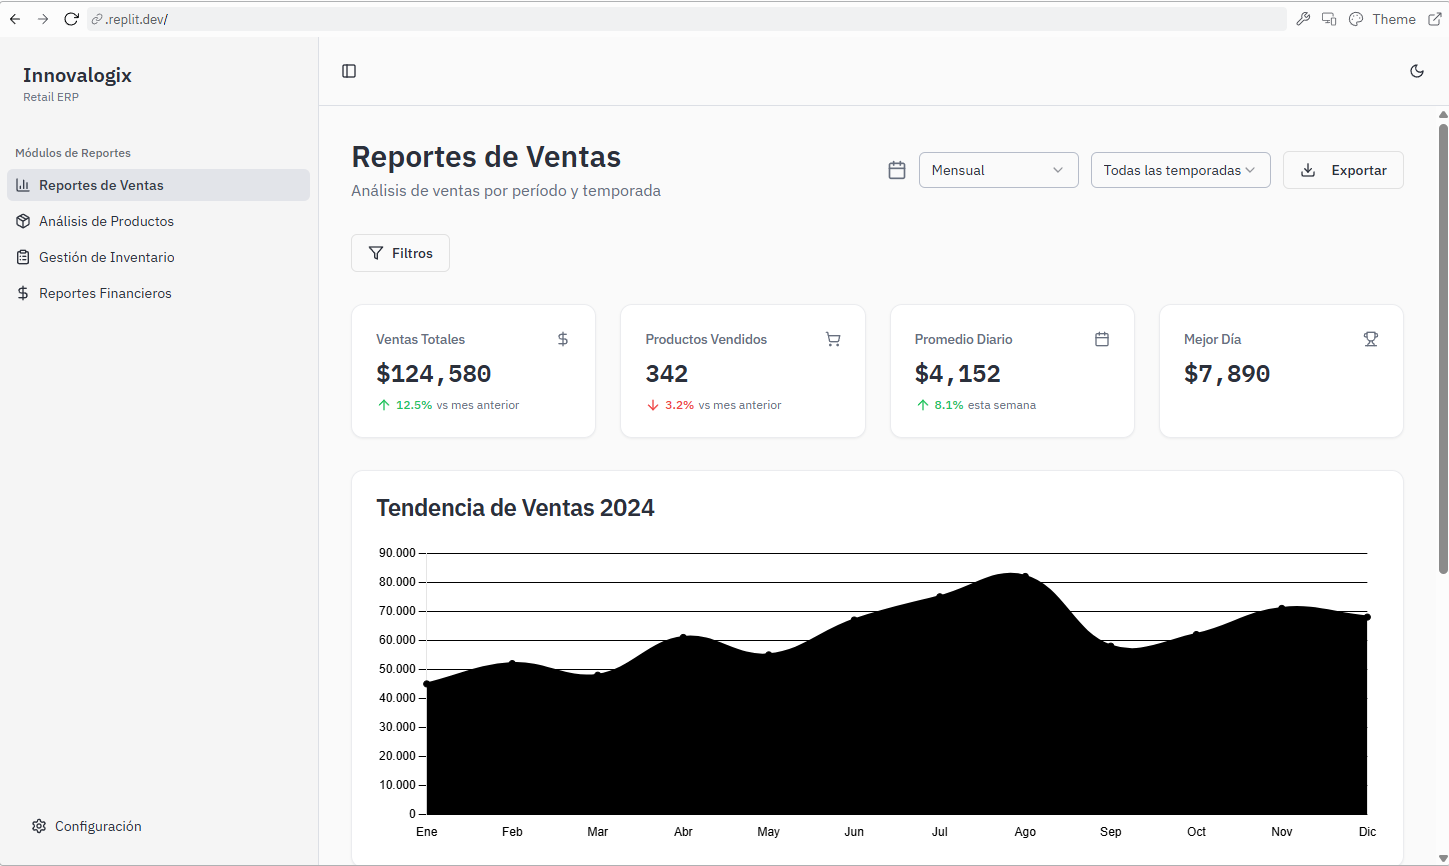 .replit.dev/
Theme
Innovalogix
Retail ERP
Módulos de Reportes
Reportes de Ventas
Análisis de Productos
Gestión de Inventario
Reportes Financieros
Configuración
Reportes de Ventas
Análisis de ventas por período y temporada
Mensual
Todas las temporadas
Exportar
Filtros
Ventas Totales
$124,580
12.5% vs mes anterior
Productos Vendidos
342
3.2% vs mes anterior
Promedio Diario
$4,152
8.1% esta semana
Mejor Día
$7,890
Tendencia de Ventas 2024
90.000
80.000
70.000
60.000
50.000
40.000
30.000
20.000
10.000
0
Ene Feb Mar Abr May Jun Jul Ago Sep Oct Nov Dic